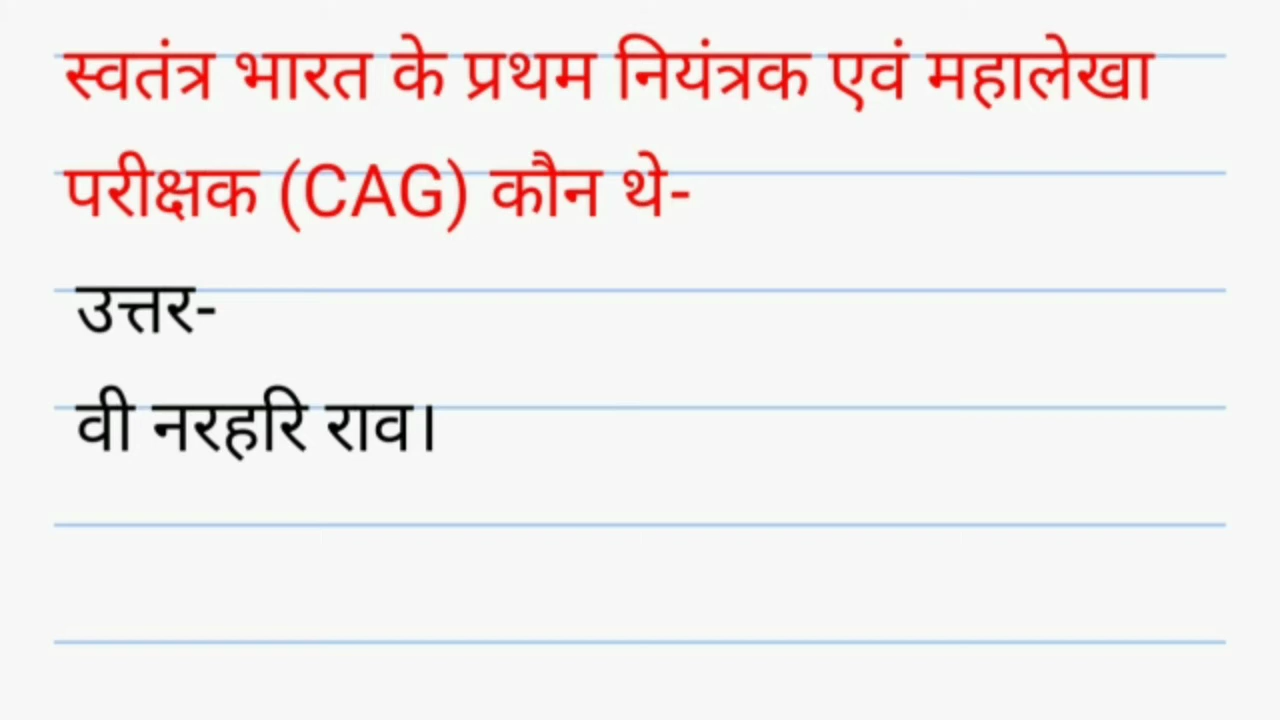 स्वतंत्र भारत के प्रथम नियंत्रक एवं महालेखा
परीक्षक (CAG) कौन थे-
उत्तर-
वी नरहरि राव।